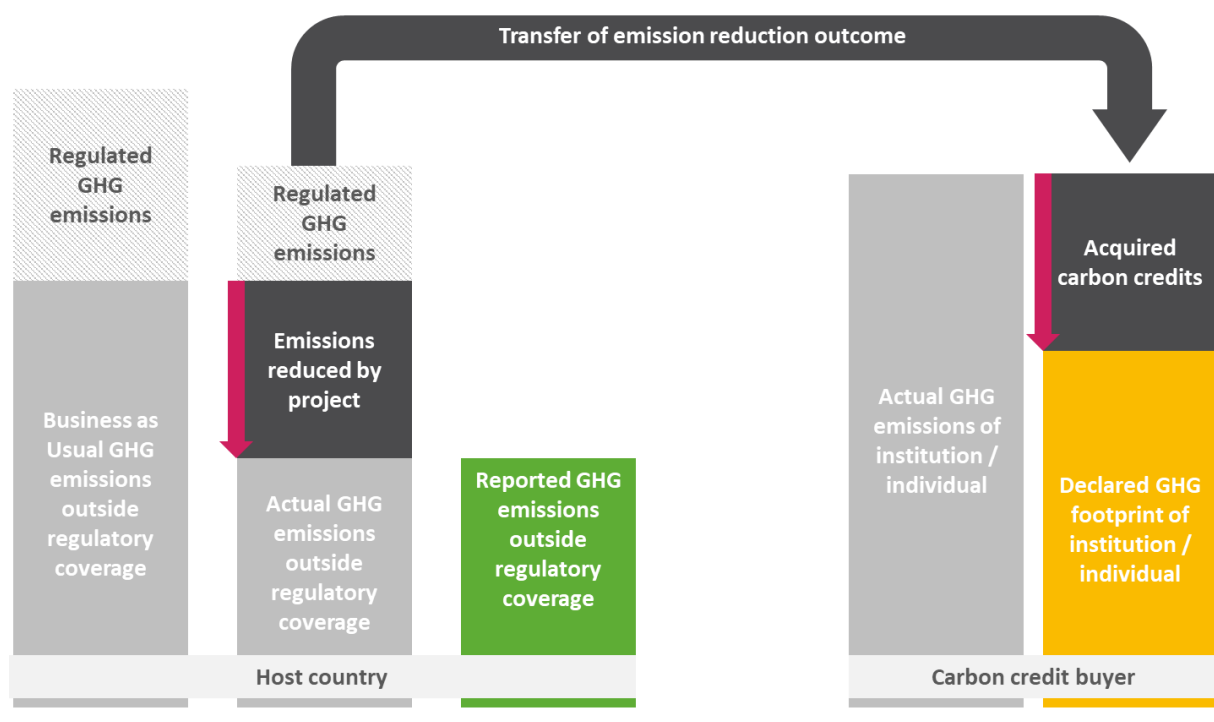 Transfer of emission reduction outcome
Regulated
GHG
emissions
Regulated
GHG
emissions
Acquired
carbon credits
Emissions
reduced by
project
Business as
Usual GHG
emissions
outside
regulatory
coverage
Actual GHG
emissions
outside
regulatory
coverage
Reported GHG
emissions
outside
regulatory
coverage
Actual GHG
emissions of
institution /
individual
Declared GHG
footprint of
institution /
individual
Host country
Carbon credit buyer